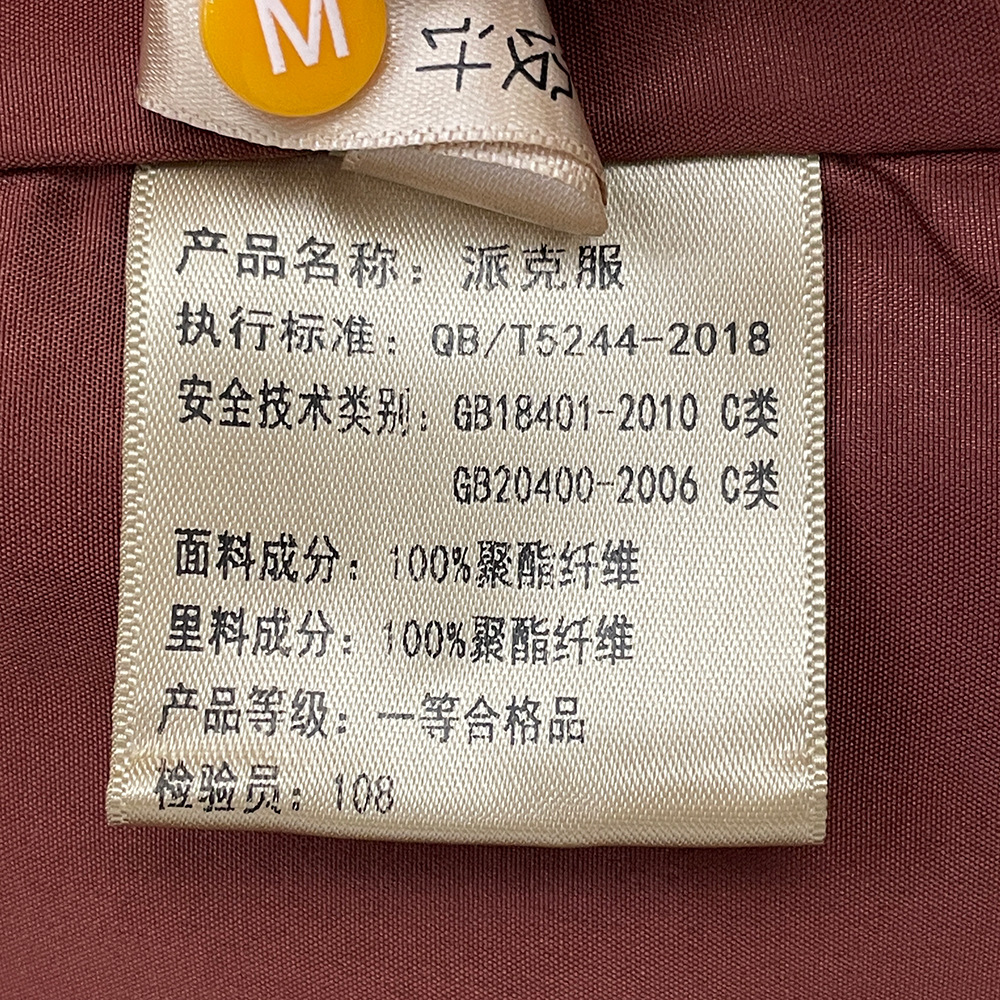 M
设计
产品名称：派克服
执行标准：QB/T5244-2018
安全技术类别：GB18401-2010 C类
GB20400-2006 C类
面料成分：100%聚酯纤维
里料成分：100%聚酯纤维
产品等级：一等合格品
检验员：108